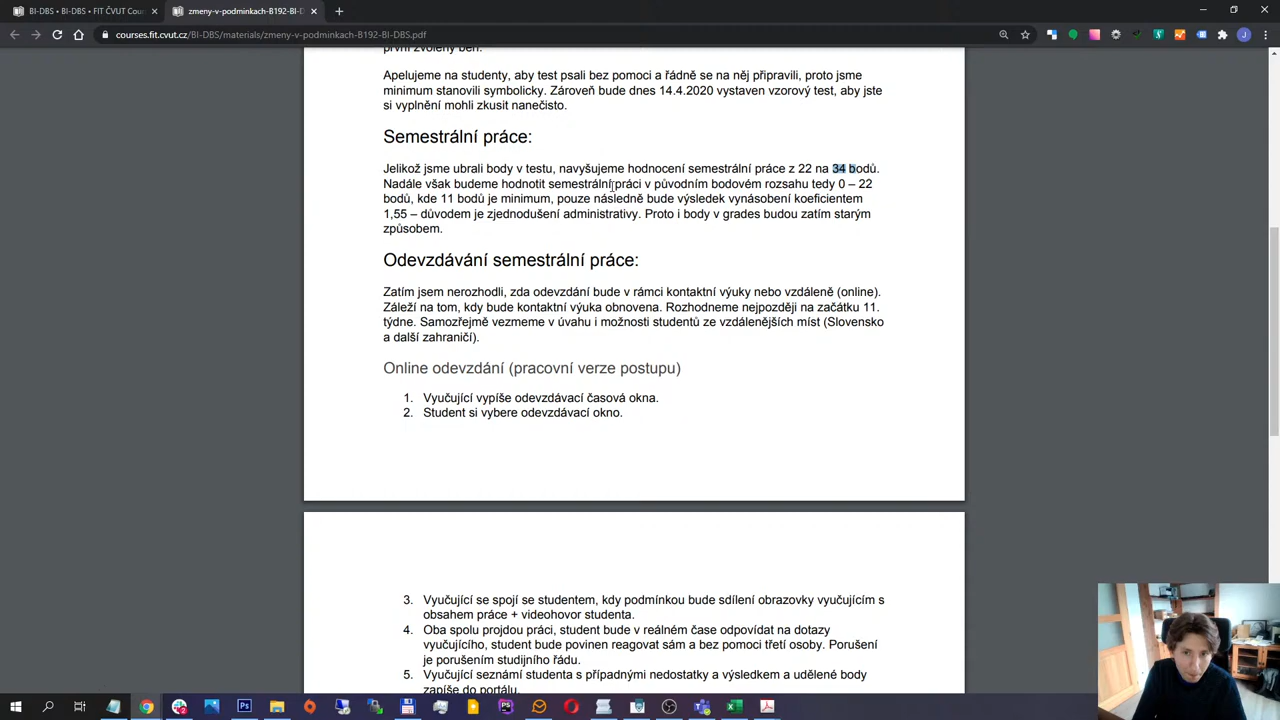 BI-DBS • BI-DBS • FIT ČVUT Cou
zmeny-v-podminkach-B192-BI-D
courses.fit.cvut.cz/BI-DBS/materials/zmeny-v-podminkach-B192-BI-DBS.pdf
první zvolený běh.
Apelujeme na studenty, aby test psali bez pomoci a řádně se na něj připravili, proto jsme
minimum stanovili symbolicky. Zároveň bude dnes 14.4.2020 vystaven vzorový test, aby jste
si vyplnění mohli zkusit nanečisto.
Semestrální práce:
Jelikož jsme ubrali body v testu, navyšujeme hodnocení semestrální práce z 22 na 34 bodů.
Nadále však budeme hodnotit semestrální práci v původním bodovém rozsahu tedy 0 – 22
bodů, kde 11 bodů je minimum, pouze následně bude výsledek vynásobení koeficientem
1,55 – důvodem je zjednodušení administrativy. Proto i body v grades budou zatím starým
způsobem.
Odevzdávání semestrální práce:
Zatím jsem nerozhodli, zda odevzdání bude v rámci kontaktní výuky nebo vzdáleně (online).
Záleží na tom, kdy bude kontaktní výuka obnovena. Rozhodneme nejpozději na začátku 11.
týdne. Samozřejmě vezmeme v úvahu i možnosti studentů ze vzdálenějších míst (Slovensko
a další zahraničí).
Online odevzdání (pracovní verze postupu)
1. Vyučující vypíše odevzdávací časová okna.
2. Student si vybere odevzdávací okno.
3. Vyučující se spojí se studentem, kdy podmínkou bude sdílení obrazovky vyučujícím s
obsahem práce + videohovor studenta.
4. Oba spolu projdou práci, student bude v reálném čase odpovídat na dotazy
vyučujícího, student bude povinen reagovat sám a bez pomoci třetí osoby. Porušení
je porušením studijního řádu.
5. Vyučující seznámí studenta s případnými nedostatky a výsledkem a udělené body
zapíše do portálu.